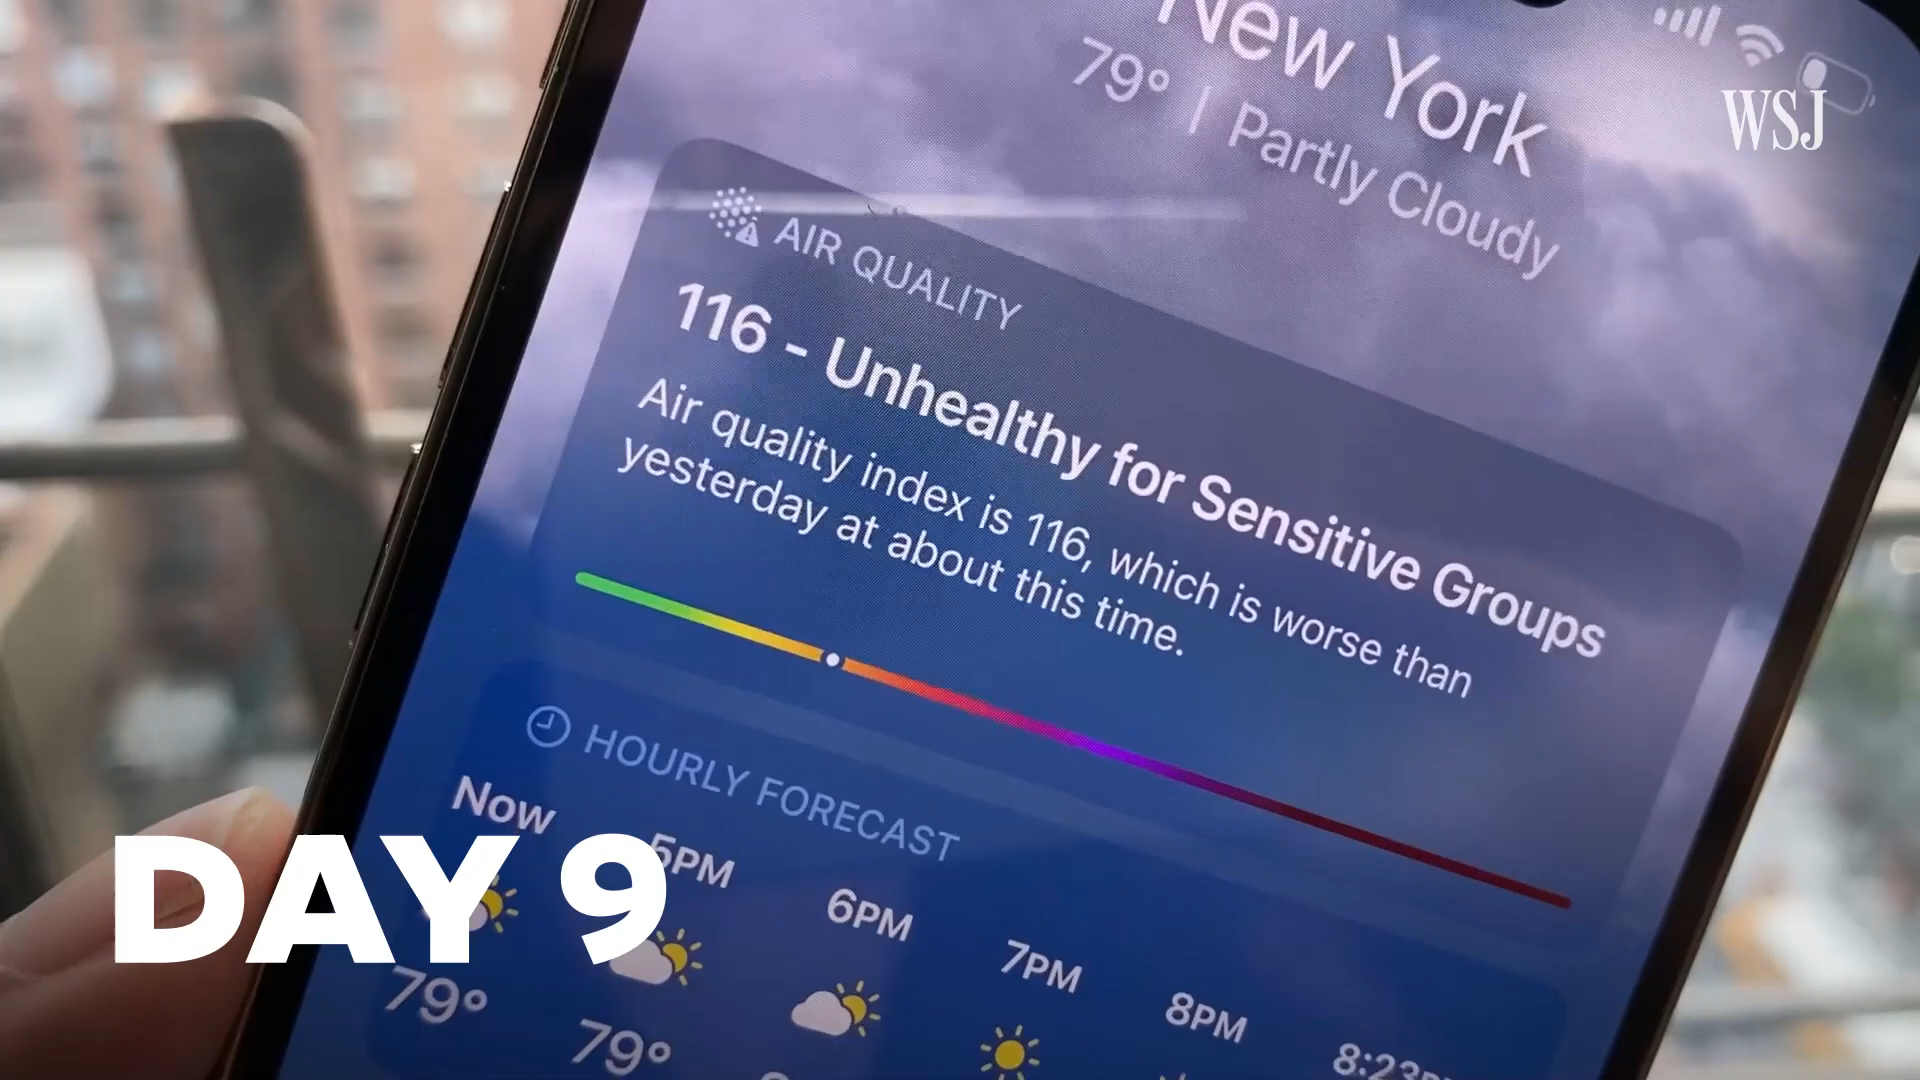 New York
79° | Partly Cloudy
WSJ
AIR QUALITY
116 - Unhealthy for Sensitive Groups
Air quality index is 116, which is worse than
yesterday at about this time.
HOURLY FORECAST
Now
5PM
6PM
7PM
8PM
79°
79°
DAY 9